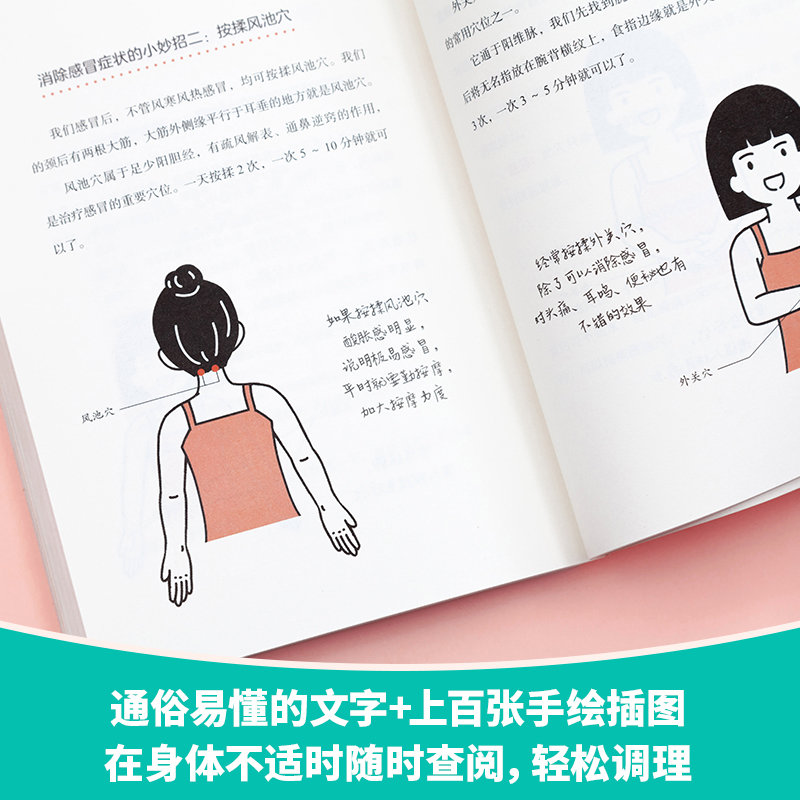 消除感冒症状的小妙招二：按揉风池穴
我们感冒后，不管风寒风热感冒，均可按揉风池穴。我们
的颈后有两根大筋，大筋外侧缘平行于耳垂的地方就是风池穴。
风池穴属于足少阳胆经，有疏风解表、通鼻逆窍的作用，
是治疗感冒的重要穴位。一天按揉2次，一次5～10分钟就可
以了。
如果按揉风池穴
酸胀感明显，
说明极易感冒，
平时就要勤按摩，
加大按摩力度
风池穴
外关
的常用穴位之一。
它通于阳维脉，我们先找到腕
后将无名指放在腕背横纹上，食指边缘就是外关
3次，一次3～5分钟就可以了。
经常按揉外关穴，
除了可以消除感冒，
对头痛、耳鸣、便秘也有
不错的效果
外关穴
通俗易懂的文字+上百张手绘插图
在身体不适时随时查阅，轻松调理